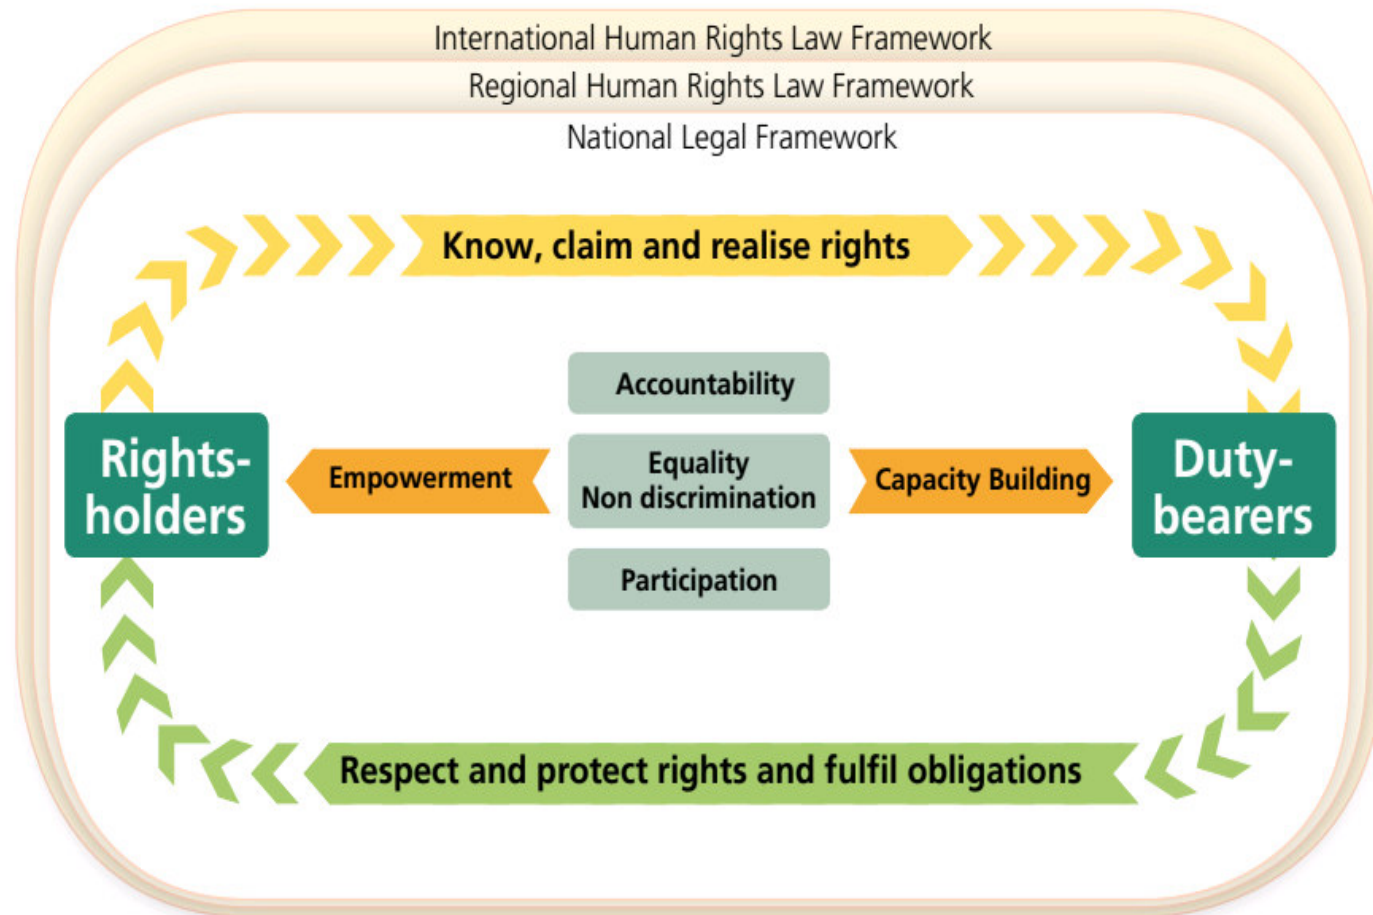 International Human Rights Law Framework
Regional Human Rights Law Framework
National Legal Framework
Know, claim and realise rights
Accountability
Rights-
holders
Empowerment
Equality
Non discrimination
Capacity Building
Duty-
bearers
Participation
Respect and protect rights and fulfil obligations